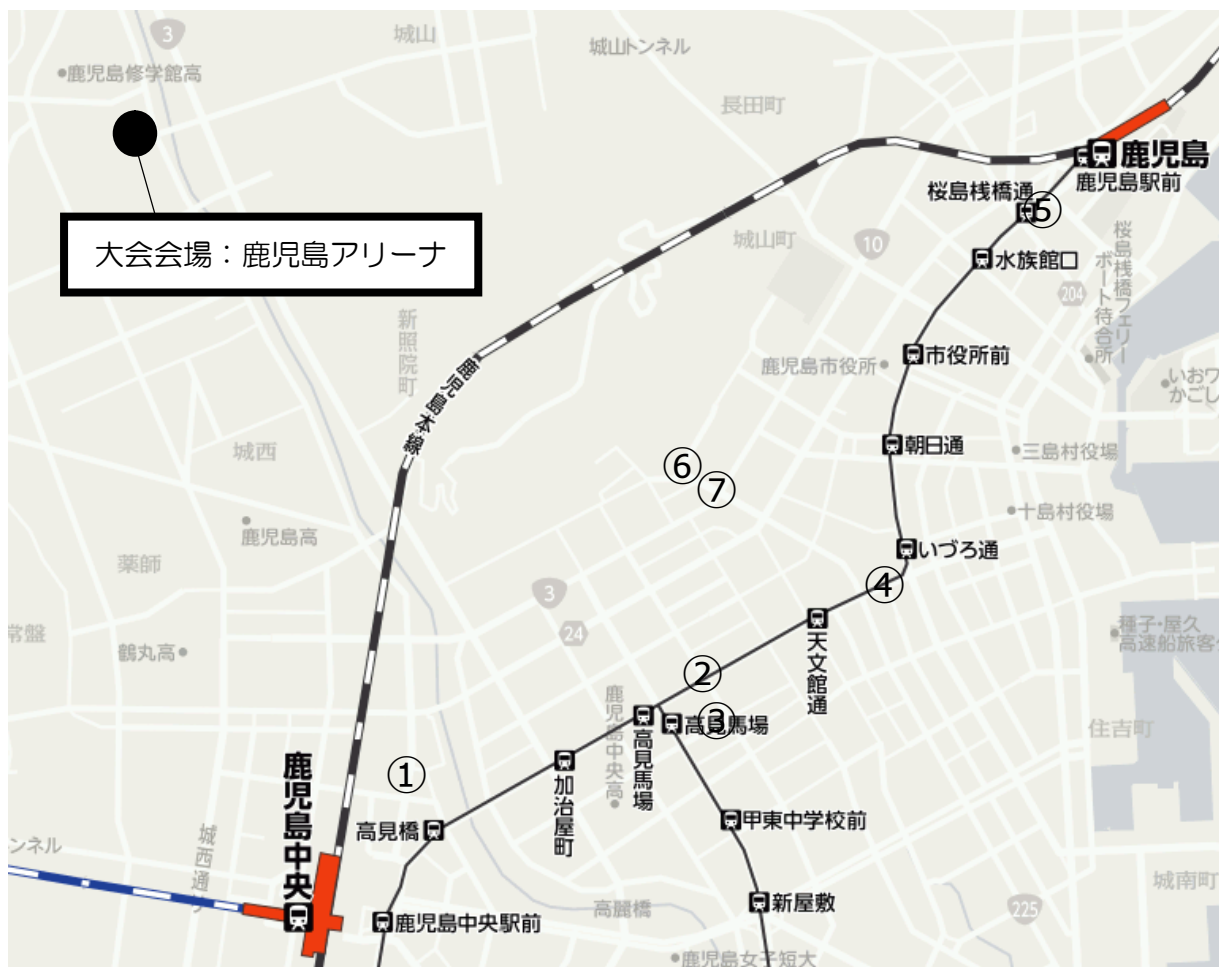 3
城山
城山トンネル
鹿児島修学館高
長田町
鹿児島
鹿児島駅前
桜島桟橋通
⑤
大会会場：鹿児島アリーナ
城山町
10
水族館口
204
桜島桟橋フェリー
ボート待合所
新照院町
鹿児島本線
鹿児島市役所
市役所前
いおワ
かごし
城西
⑥
⑦
朝日通
三島村役場
鹿児島高
十島村役場
薬師
いづろ通
3
④
24
常盤
鶴丸高
天文館通
種子・屋久
高速船旅客タ
②
鹿児島中央高
③
高見馬場
高見馬場
住吉町
①
鹿児島中央
高見橋
加治屋町
甲東中学校前
ンネル
城西通り
城南町
新屋敷
225
高麗橋
鹿児島中央駅前
鹿児島女子短大